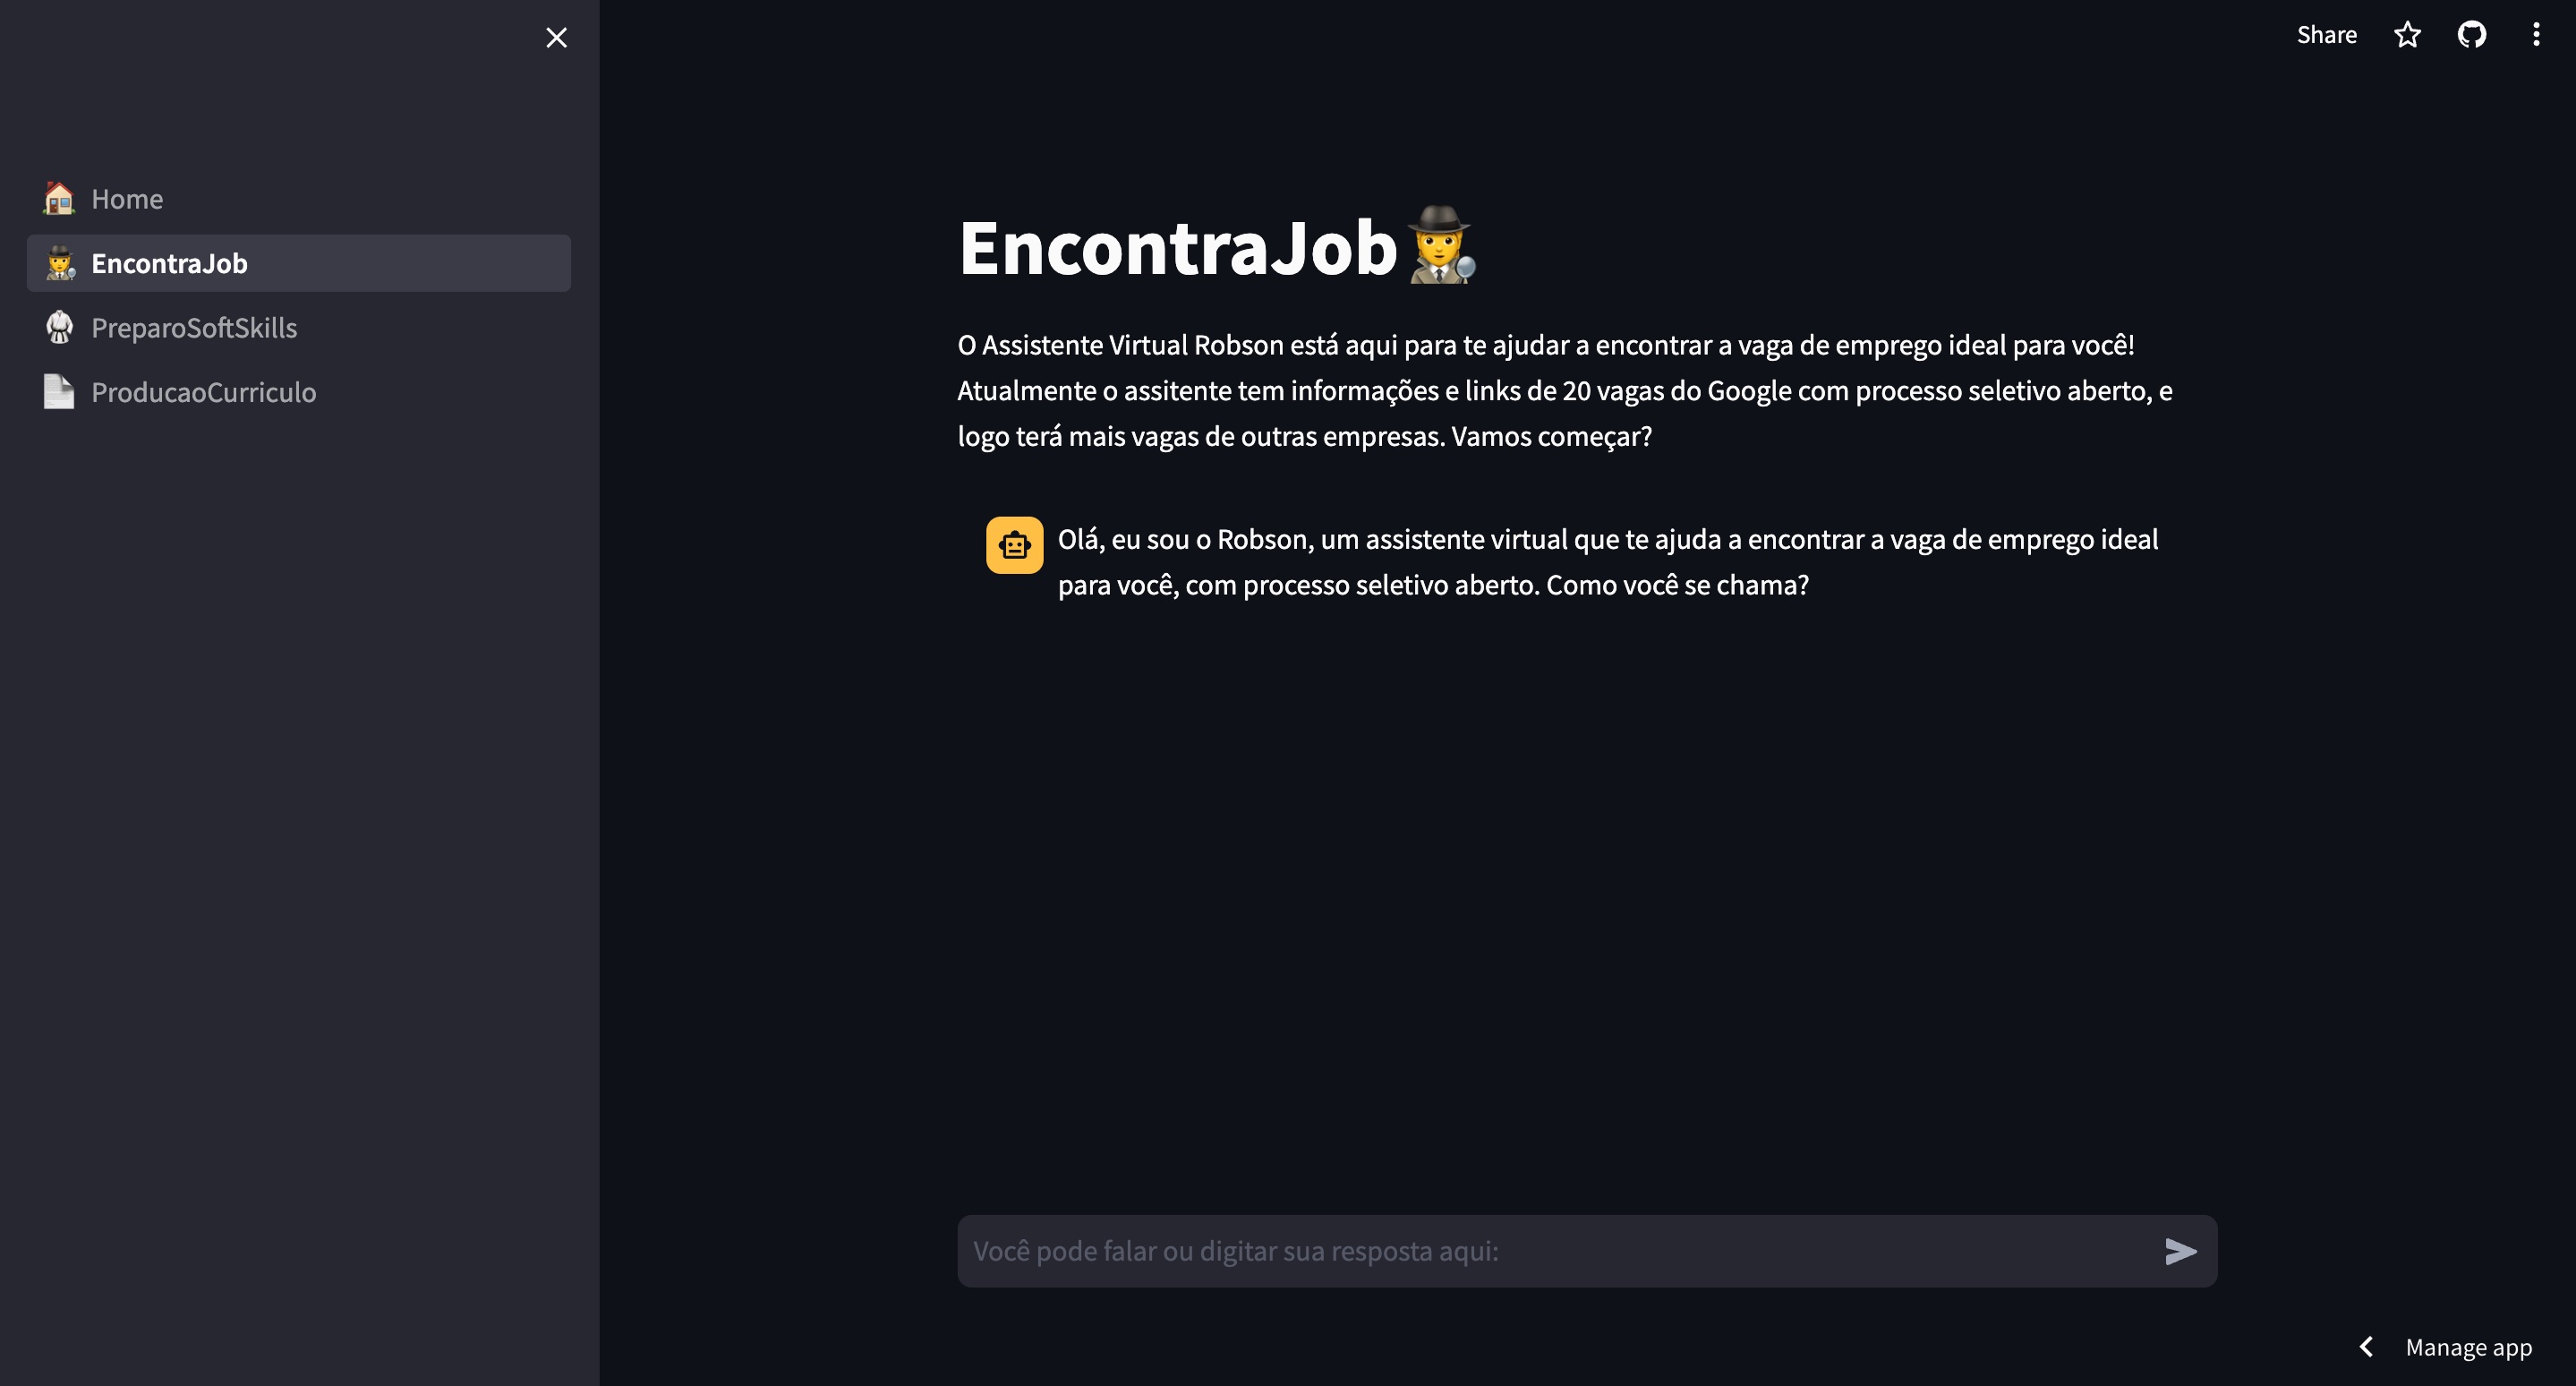 Share
Home
EncontraJob
PreparoSoftSkills
ProducaoCurriculo
EncontraJob
O Assistente Virtual Robson está aqui para te ajudar a encontrar a vaga de emprego ideal para você!
Atualmente o assitente tem informações e links de 20 vagas do Google com processo seletivo aberto, e
logo terá mais vagas de outras empresas. Vamos começar?
Olá, eu sou o Robson, um assistente virtual que te ajuda a encontrar a vaga de emprego ideal
para você, com processo seletivo aberto. Como você se chama?
Você pode falar ou digitar sua resposta aqui:
Manage app